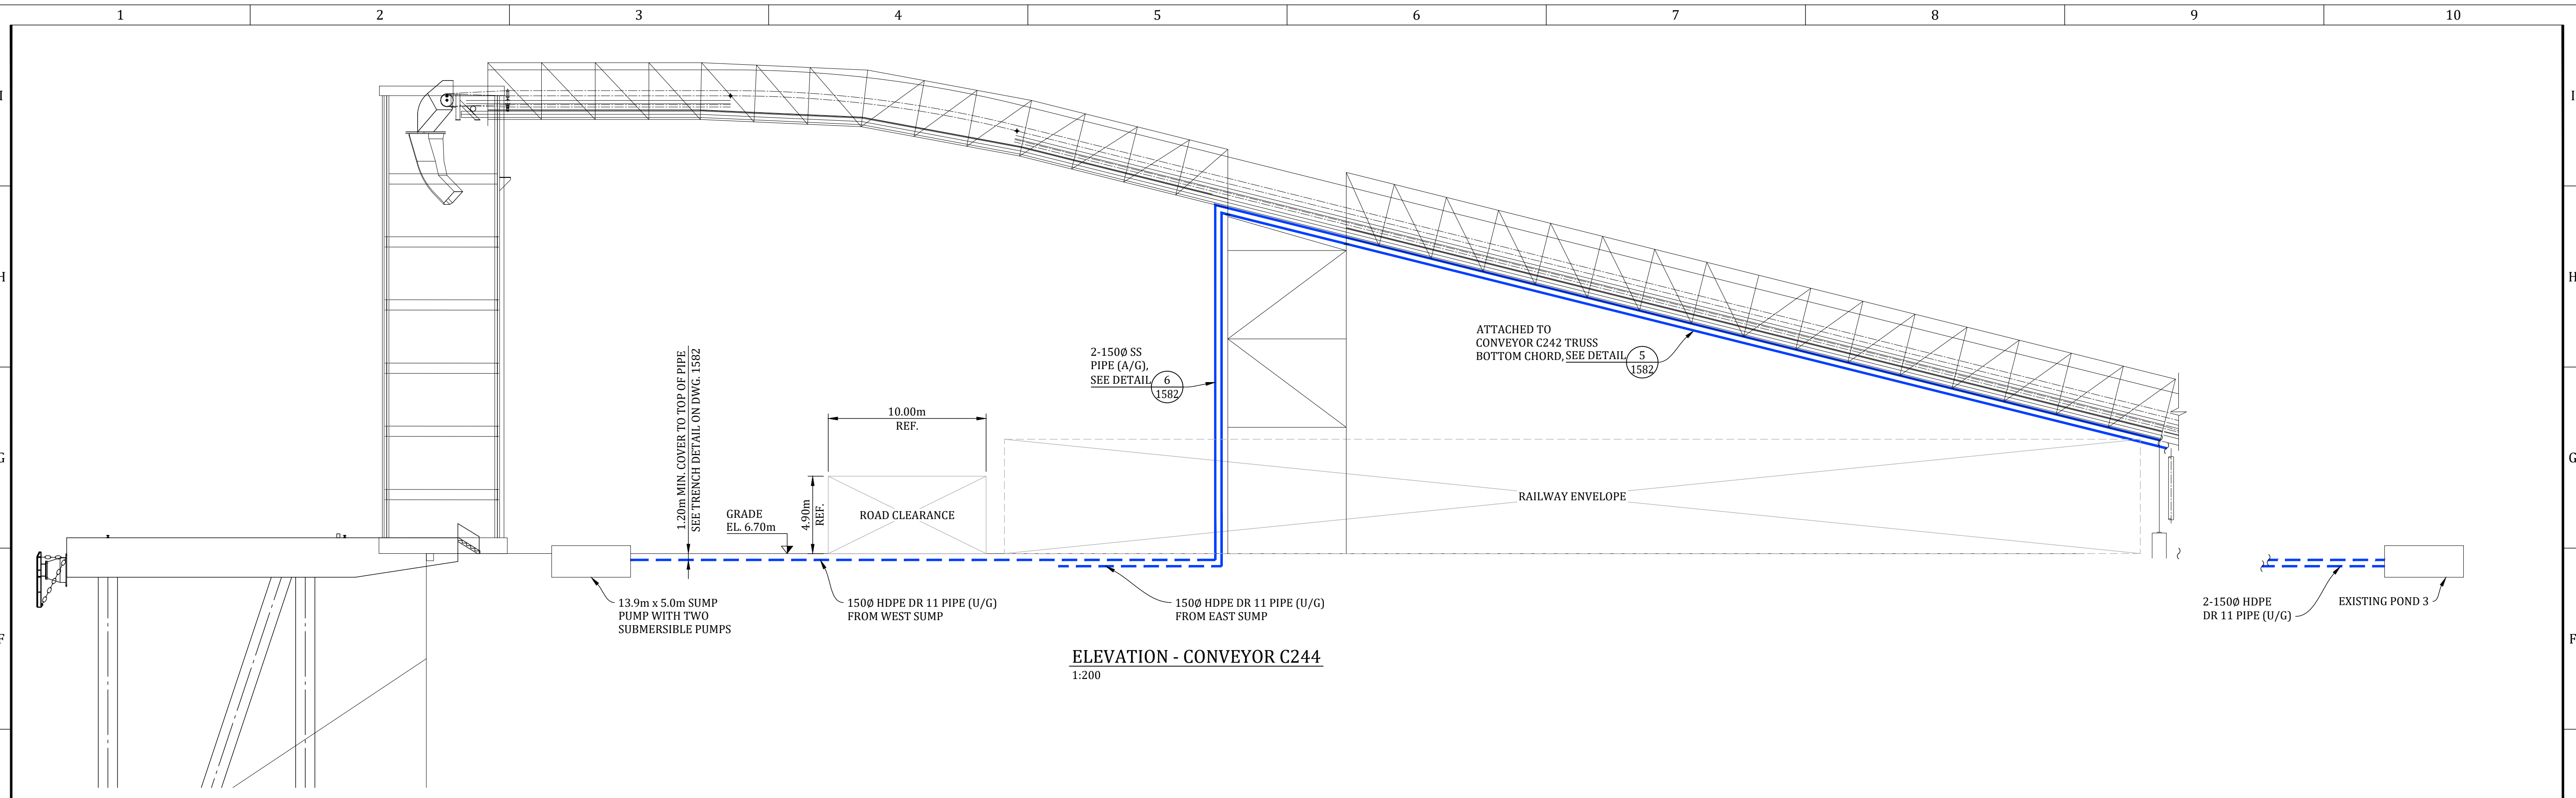 1 2 3 4 5 6 7 8 9 10
I
H H
G G
F F
2-150Ø SS
PIPE (A/G),
SEE DETAIL
6
1582
ATTACHED TO
CONVEYOR C242 TRUSS
BOTTOM CHORD, SEE DETAIL
5
1582
1.20m MIN. COVER TO TOP OF PIPE
SEE TRENCH DETAIL ON DWG. 1582
10.00m
REF.
4.90m
REF.
GRADE
EL. 6.70m
ROAD CLEARANCE
RAILWAY ENVELOPE
13.9m x 5.0m SUMP
PUMP WITH TWO
SUBMERSIBLE PUMPS
150Ø HDPE DR 11 PIPE (U/G)
FROM WEST SUMP
150Ø HDPE DR 11 PIPE (U/G)
FROM EAST SUMP
2-150Ø HDPE
DR 11 PIPE (U/G)
EXISTING POND 3
ELEVATION - CONVEYOR C244
1:200